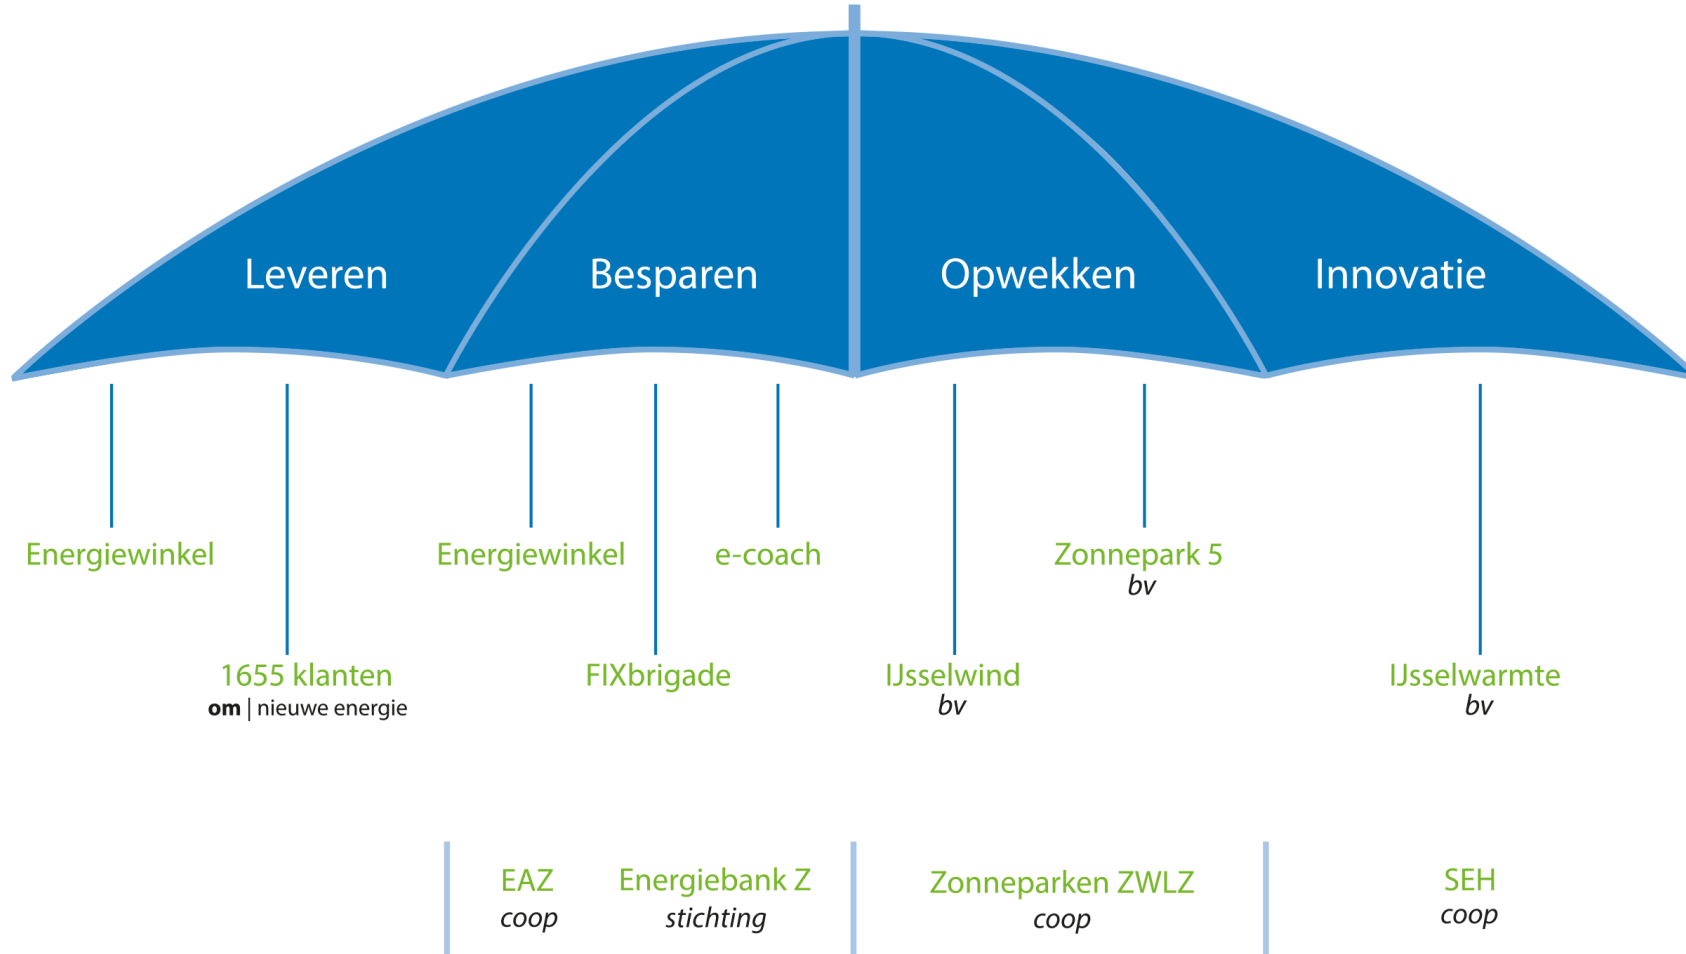 Leveren
Besparen
Opwekken
Innovatie
Energiewinkel
Energiewinkel
e-coach
Zonnepark 5
bv
1655 klanten
om | nieuwe energie
FIXbrigade
IJsselwind
bv
IJsselwarmte
bv
EAZ
coop
Energiebank Z
stichting
Zonneparken ZWLZ
coop
SEH
coop